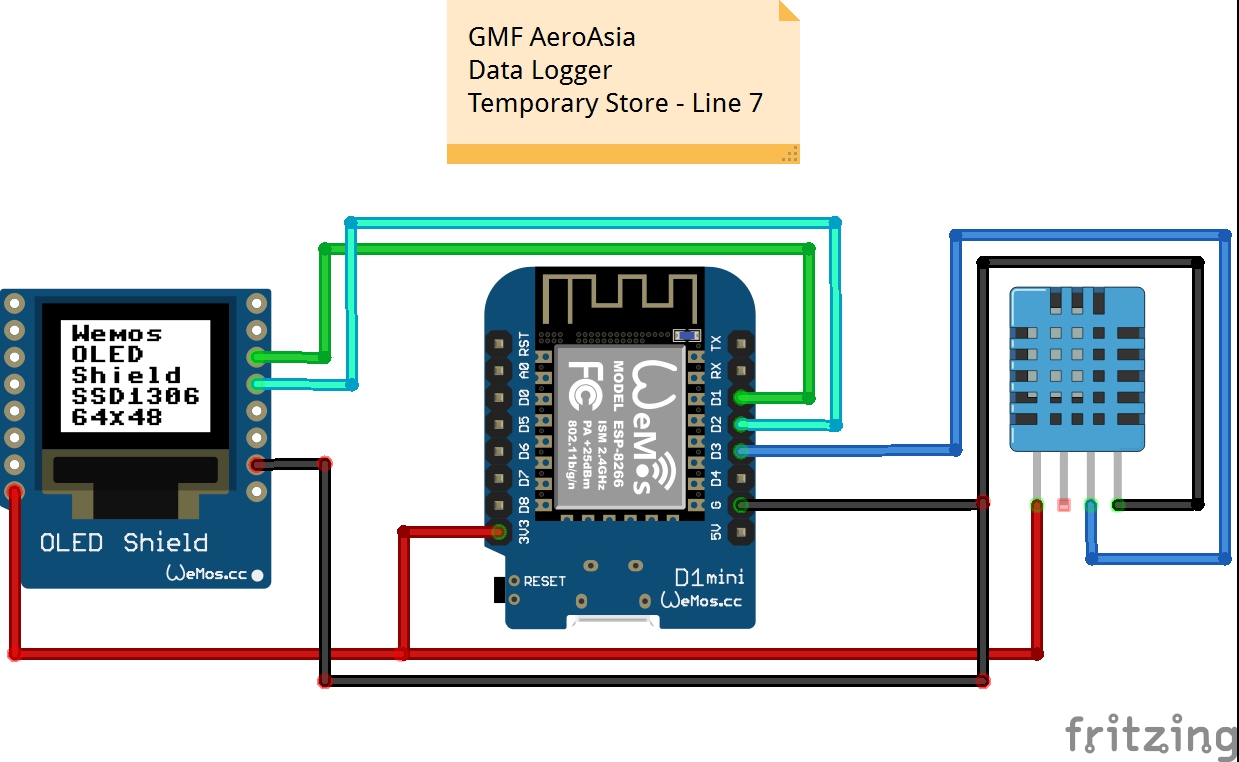 GMF AeroAsia
Data Logger
Temporary Store - Line 7
Wemos
OLED
Shield
SSD1306
64x48
OLED Shield
WeMos.cc
RST
A0
D0
D5
D6
D7
D8
3V3
TX
RX
D1
D2
D3
D4
G
5V
WeMos
MODEL ESP-8266
ISM 2.4GHz
PA +25dBm
802.11b/g/n
FC
RESET
D1mini
WeMos.cc
fritzing